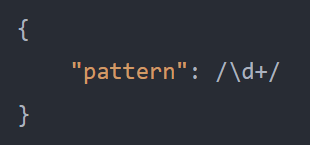 {
    "pattern": /\d+/
}